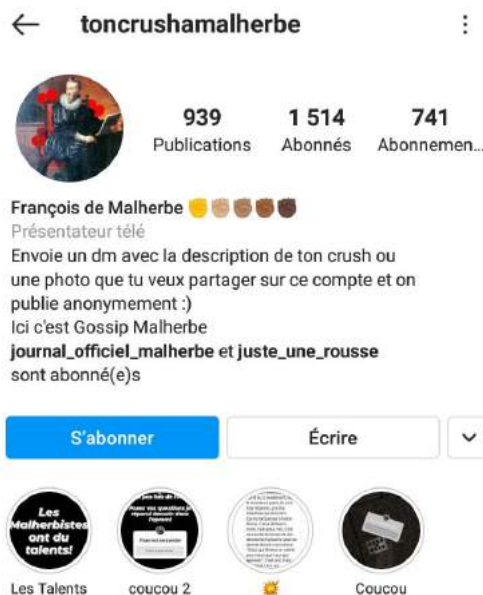 toncrushamalherbe
939
1 514
741
Publications
Abonnés
Abonnemen...
François de Malherbe ✊✊🏼✊🏽✊🏾✊🏿
Présentateur télé
Envoie un dm avec la description de ton crush ou
une photo que tu veux partager sur ce compte et on
publie anonymement :)
Ici c'est Gossip Malherbe
journal_officiel_malherbe et juste_une_rousse
sont abonné(e)s
S'abonner
Écrire
Les
Malherbistes
ont du
talents!
Les Talents
coucou 2
Coucou